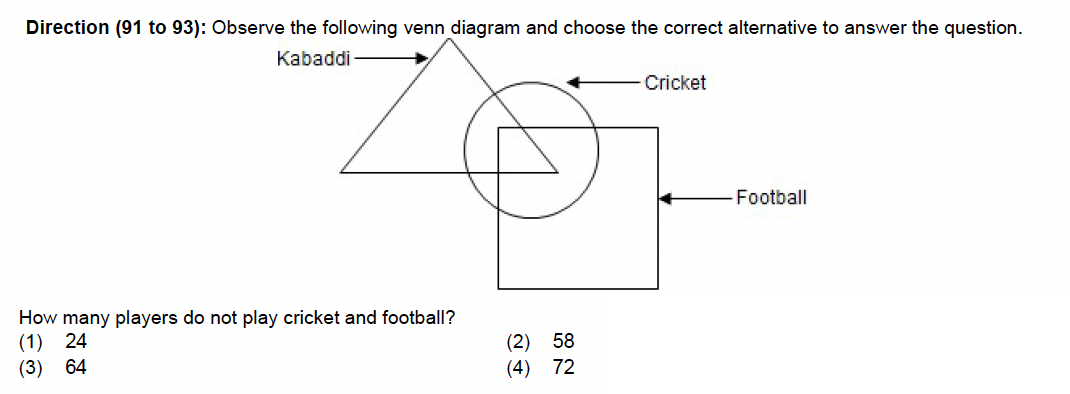 Direction (91 to 93): Observe the following venn diagram and choose the correct alternative to answer the question.
Kabaddi
Cricket
Football
How many players do not play cricket and football?
(1) 24 (2) 58
(3) 64 (4) 72